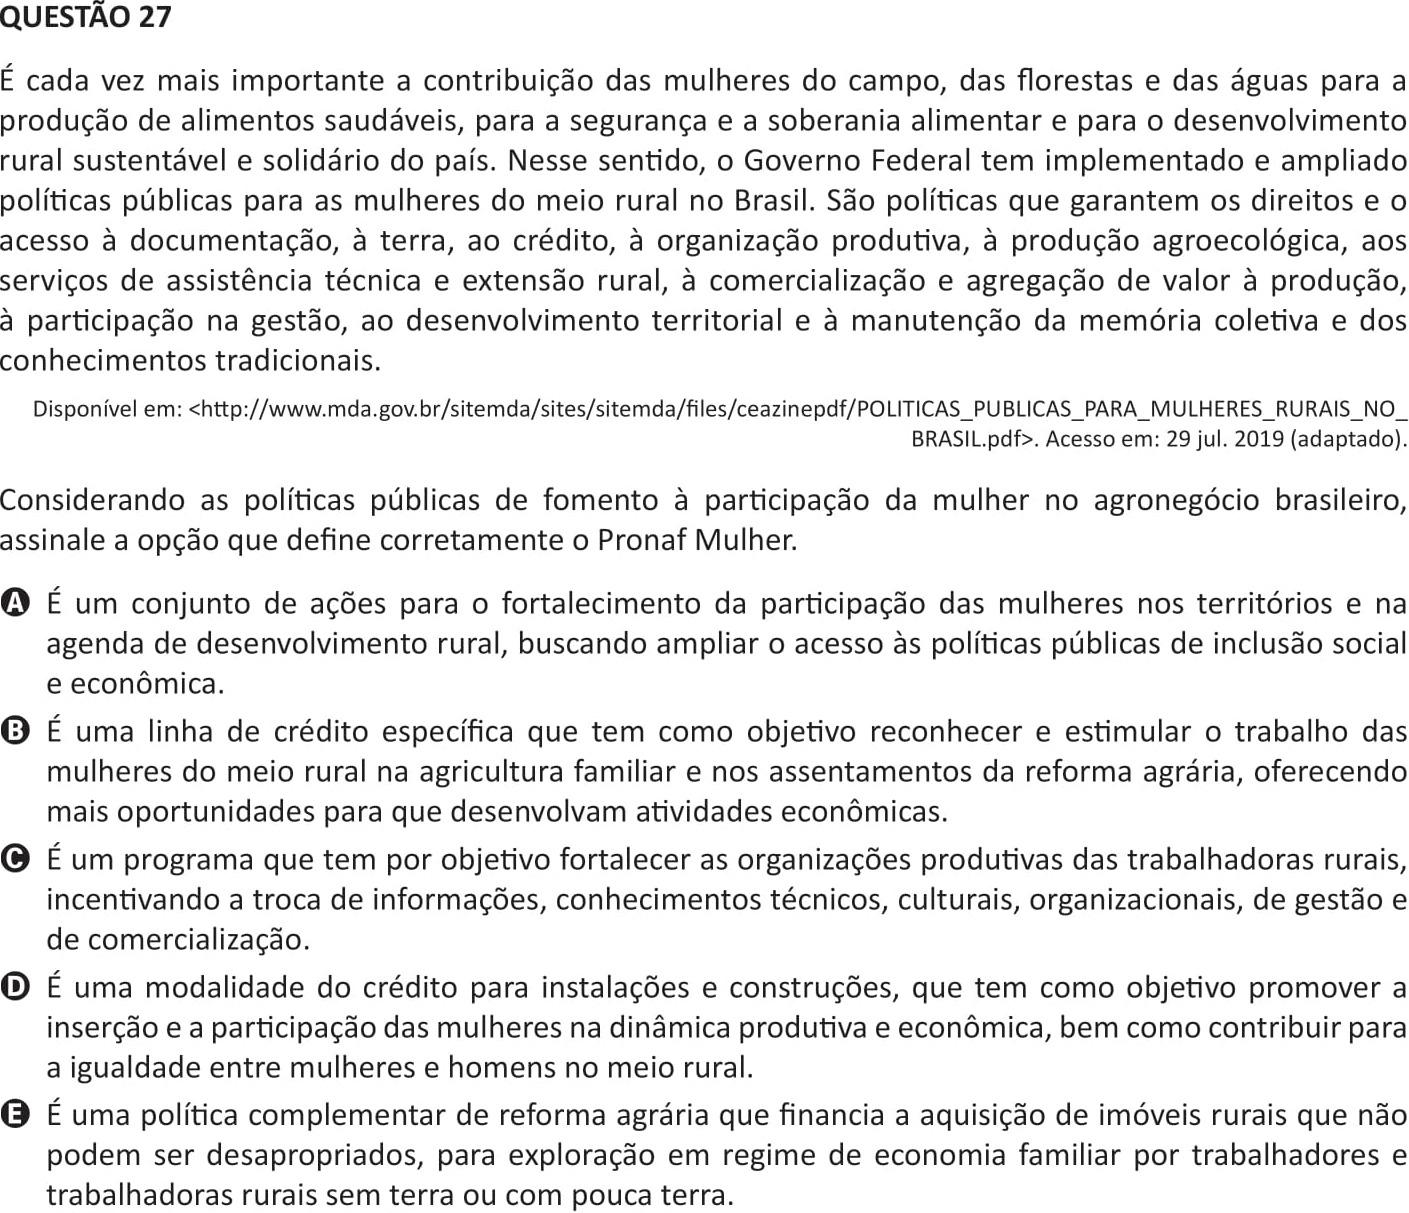 QUESTÃO 27
É cada vez mais importante a contribuição das mulheres do campo, das florestas e das águas para a
produção de alimentos saudáveis, para a segurança e a soberania alimentar e para o desenvolvimento
rural sustentável e solidário do país. Nesse sentido, o Governo Federal tem implementado e ampliado
políticas públicas para as mulheres do meio rural no Brasil. São políticas que garantem os direitos e o
acesso à documentação, à terra, ao crédito, à organização produtiva, à produção agroecológica, aos
serviços de assistência técnica e extensão rural, à comercialização e agregação de valor à produção,
à participação na gestão, ao desenvolvimento territorial e à manutenção da memória coletiva e dos
conhecimentos tradicionais.
Disponível em: <http://www.mda.gov.br/sitemda/sites/sitemda/files/ceazinepdf/POLITICAS_PUBLICAS_PARA_MULHERES_RURAIS_NO_
BRASIL.pdf>. Acesso em: 29 jul. 2019 (adaptado).
Considerando as políticas públicas de fomento à participação da mulher no agronegócio brasileiro,
assinale a opção que define corretamente o Pronaf Mulher.
A É um conjunto de ações para o fortalecimento da participação das mulheres nos territórios e na
agenda de desenvolvimento rural, buscando ampliar o acesso às políticas públicas de inclusão social
e econômica.
B É uma linha de crédito específica que tem como objetivo reconhecer e estimular o trabalho das
mulheres do meio rural na agricultura familiar e nos assentamentos da reforma agrária, oferecendo
mais oportunidades para que desenvolvam atividades econômicas.
C É um programa que tem por objetivo fortalecer as organizações produtivas das trabalhadoras rurais,
incentivando a troca de informações, conhecimentos técnicos, culturais, organizacionais, de gestão e
de comercialização.
D É uma modalidade do crédito para instalações e construções, que tem como objetivo promover a
inserção e a participação das mulheres na dinâmica produtiva e econômica, bem como contribuir para
a igualdade entre mulheres e homens no meio rural.
E É uma política complementar de reforma agrária que financia a aquisição de imóveis rurais que não
podem ser desapropriados, para exploração em regime de economia familiar por trabalhadores e
trabalhadoras rurais sem terra ou com pouca terra.